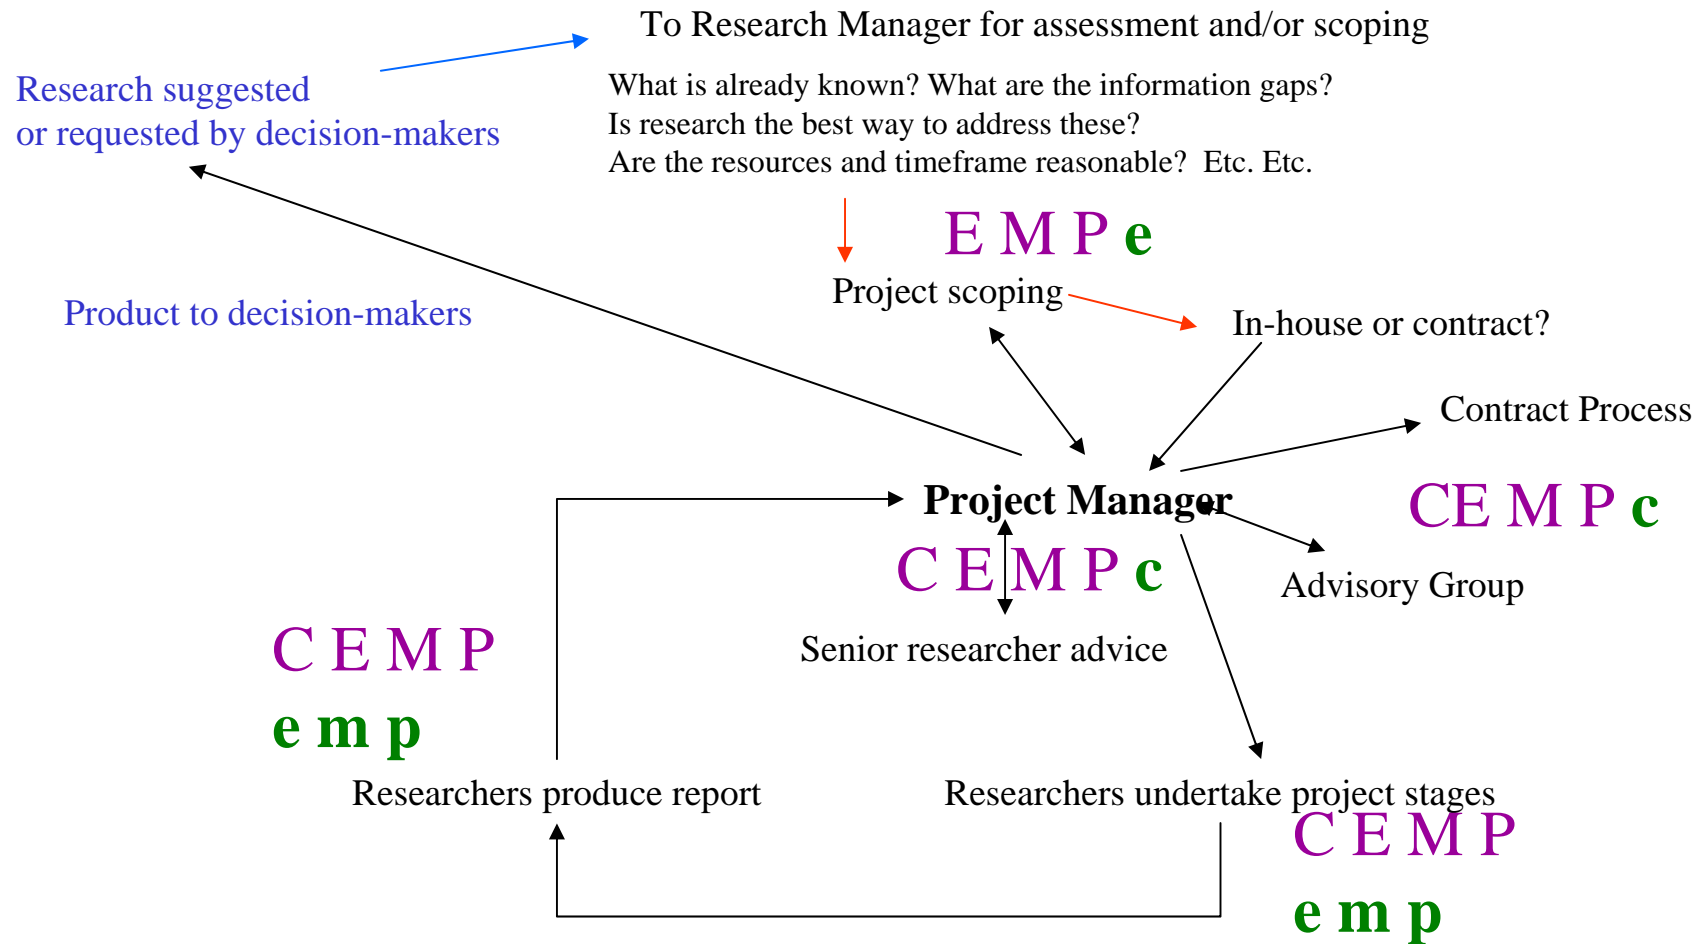 To Research Manager for assessment and/or scoping
Research suggested
or requested by decision-makers
What is already known? What are the information gaps?
Is research the best way to address these?
Are the resources and timeframe reasonable?  Etc. Etc.
E M P e
Project scoping
Product to decision-makers
In-house or contract?
Contract Process
Project Manager
CE M P c
C E M P c
Advisory Group
Senior researcher advice
C E M P
e m p
Researchers produce report
Researchers undertake project stages
C E M P
e m p